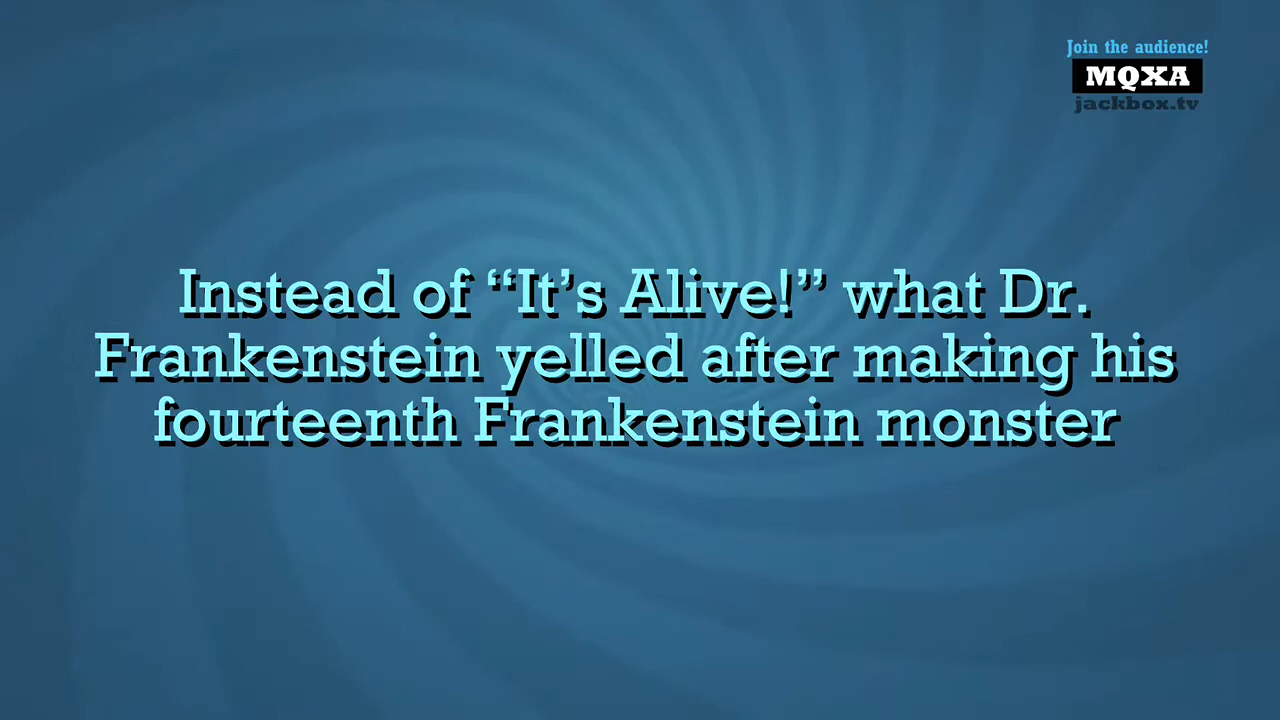 Join the audience!
MQXA
jackbox.tv
Instead of “It’s Alive!” what Dr.
Frankenstein yelled after making his
fourteenth Frankenstein monster